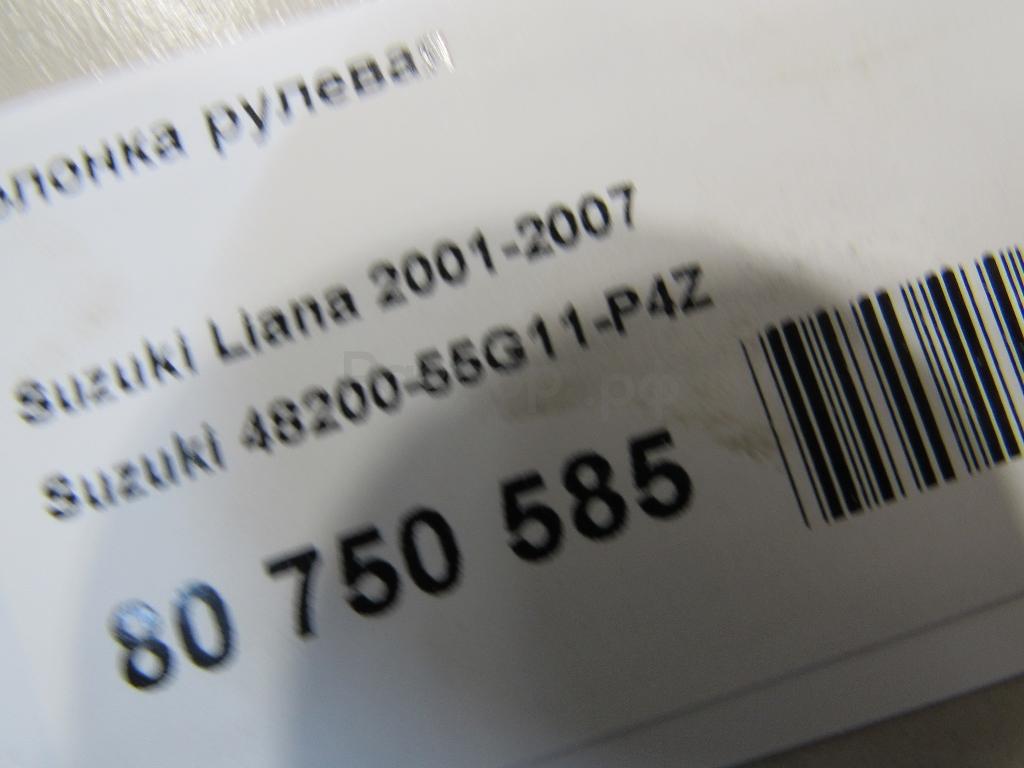 олонка рулевая
Suzuki Liana 2001-2007
Suzuki 48200-55G11-P4Z
80 750 585